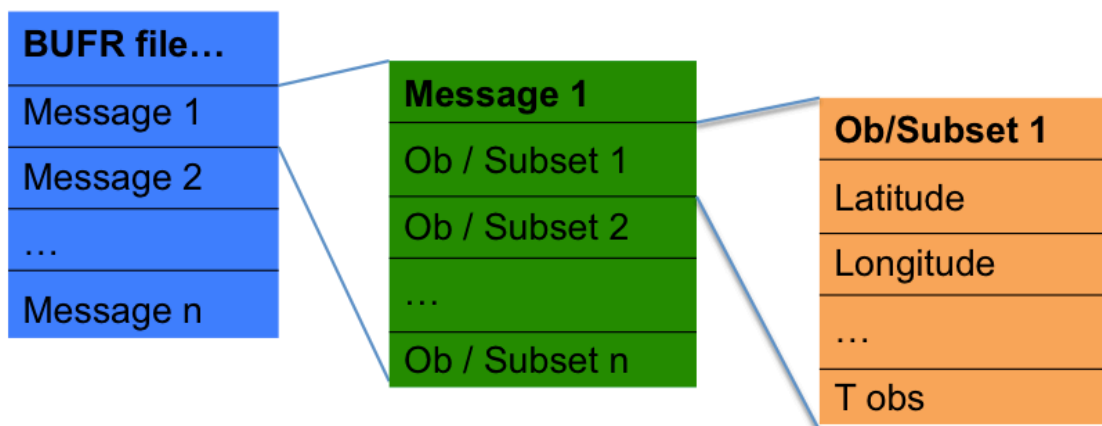 BUFR file…
Message 1
Message 2
…
Message n
Message 1
Ob / Subset 1
Ob / Subset 2
…
Ob / Subset n
Ob/Subset 1
Latitude
Longitude
…
T obs